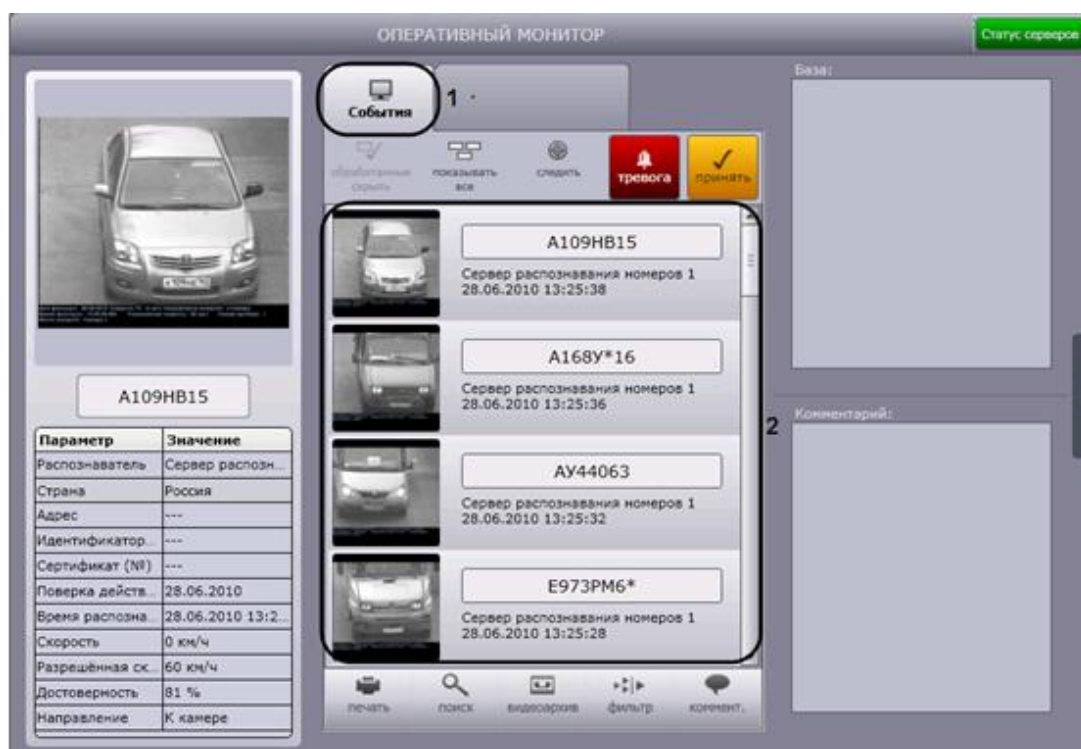 ОПЕРАТИВНЫЙ МОНИТОР
Статус серверов
А109НВ15
Параметр Значение
Распознаватель Сервер распозн...
Страна Россия
Адрес ---
Идентификатор... ---
Сертификат (№) ---
Поверка действ... 28.06.2010
Время распозна... 28.06.2010 13:2...
Скорость 0 км/ч
Разрешённая ск... 60 км/ч
Достоверность 81 %
Направление К камере
События
1
обработанные скрыть
показывать все
следить
тревога
принять
А109НВ15
Сервер распознавания номеров 1
28.06.2010 13:25:38
А168У*16
Сервер распознавания номеров 1
28.06.2010 13:25:36
АУ44063
Сервер распознавания номеров 1
28.06.2010 13:25:32
Е973РМ6*
Сервер распознавания номеров 1
28.06.2010 13:25:28
2
печать
поиск
видеоархив
фильтр
коммент.
База:
Комментарий: